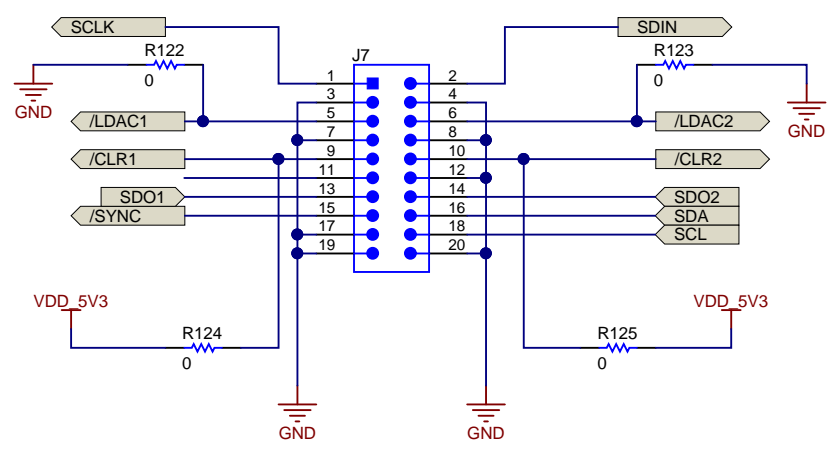 SCLK
SDIN
R122
0
J7
R123
0
GND
GND
1
2
3
4
/LDAC1
5
6
/LDAC2
7
8
/CLR1
9
10
/CLR2
11
12
SDO1
13
14
SDO2
/SYNC
15
16
SDA
17
18
SCL
19
20
VDD_5V3
VDD_5V3
R124
0
R125
0
GND
GND